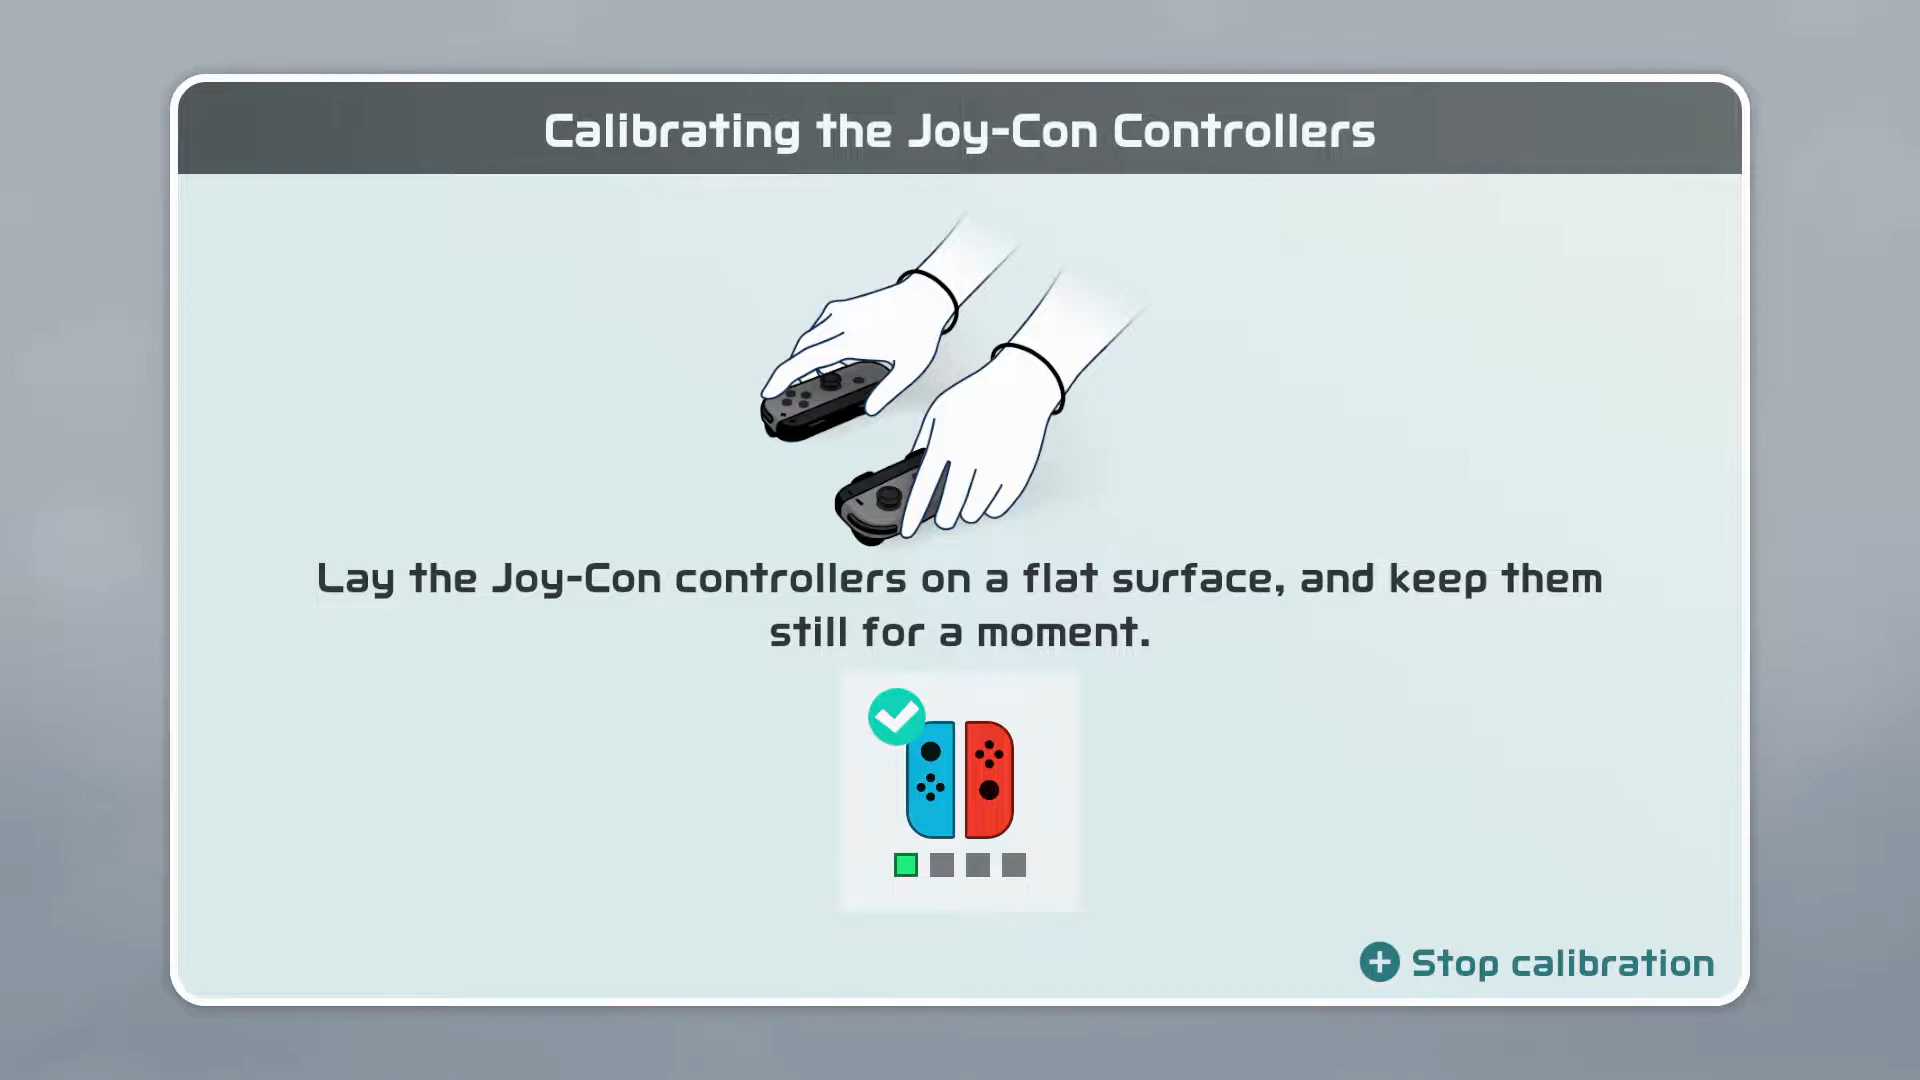 Calibrating the Joy-Con Controllers
Lay the Joy-Con controllers on a flat surface, and keep them
still for a moment.
Stop calibration